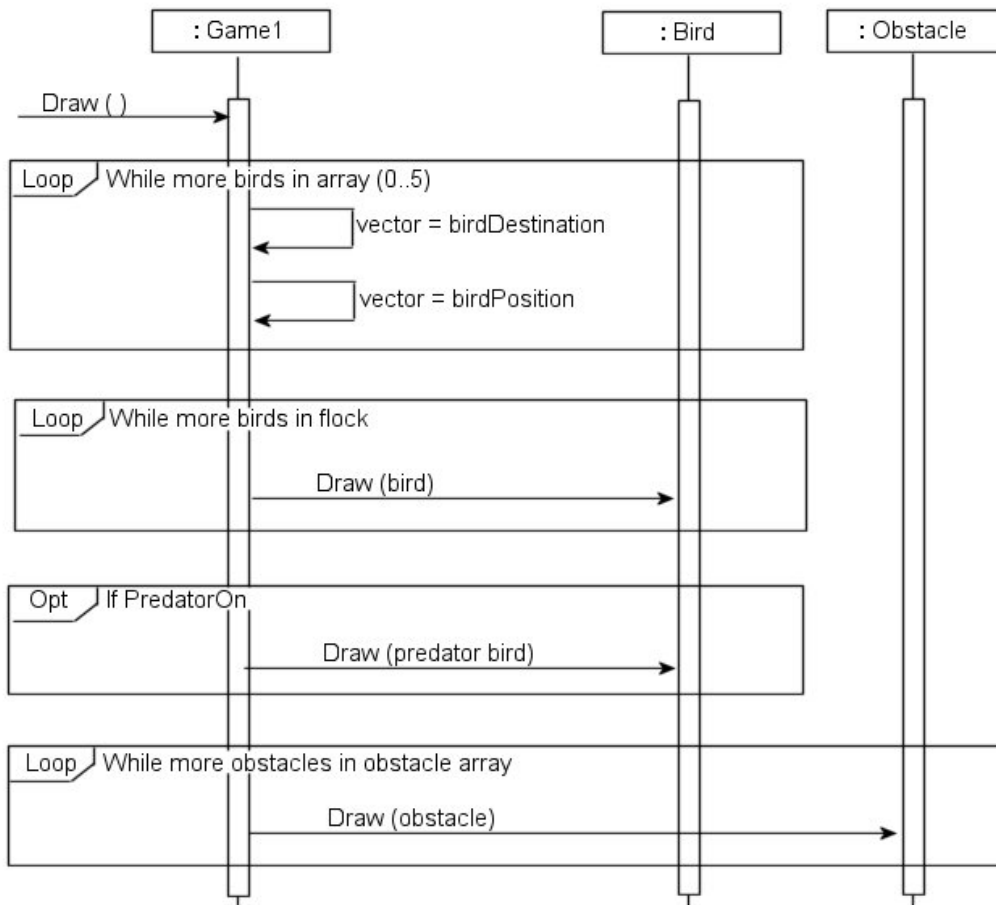 : Game1
: Bird
: Obstacle
Draw ( )
Loop While more birds in array (0..5)
vector = birdDestination
vector = birdPosition
Loop While more birds in flock
Draw (bird)
Opt If PredatorOn
Draw (predator bird)
Loop While more obstacles in obstacle array
Draw (obstacle)